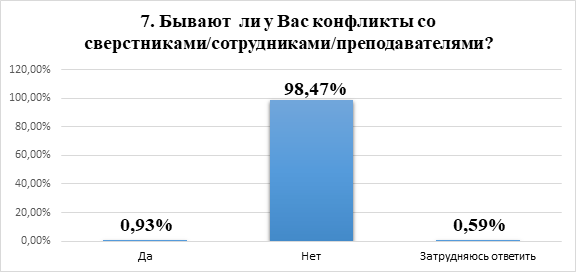 7. Бывают ли у Вас конфликты со
сверстниками/сотрудниками/преподавателями?
120,00%
100,00%
80,00%
60,00%
40,00%
20,00%
0,00%
0,93%
98,47%
0,59%
Да
Нет
Затрудняюсь ответить